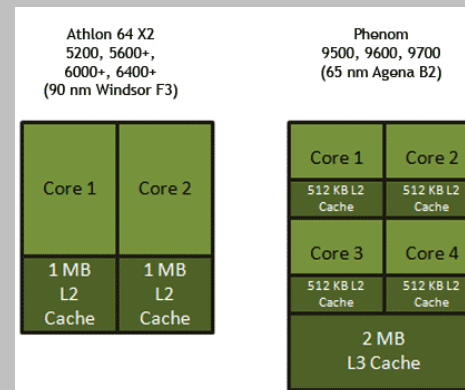 Athlon 64 X2
5200, 5600+,
6000+, 6400+
(90 nm Windsor F3)
Core 1
Core 2
1 MB
L2
Cache
1 MB
L2
Cache
Phenom
9500, 9600, 9700
(65 nm Agena B2)
Core 1
Core 2
512 KB L2
Cache
512 KB L2
Cache
Core 3
Core 4
512 KB L2
Cache
512 KB L2
Cache
2 MB
L3 Cache